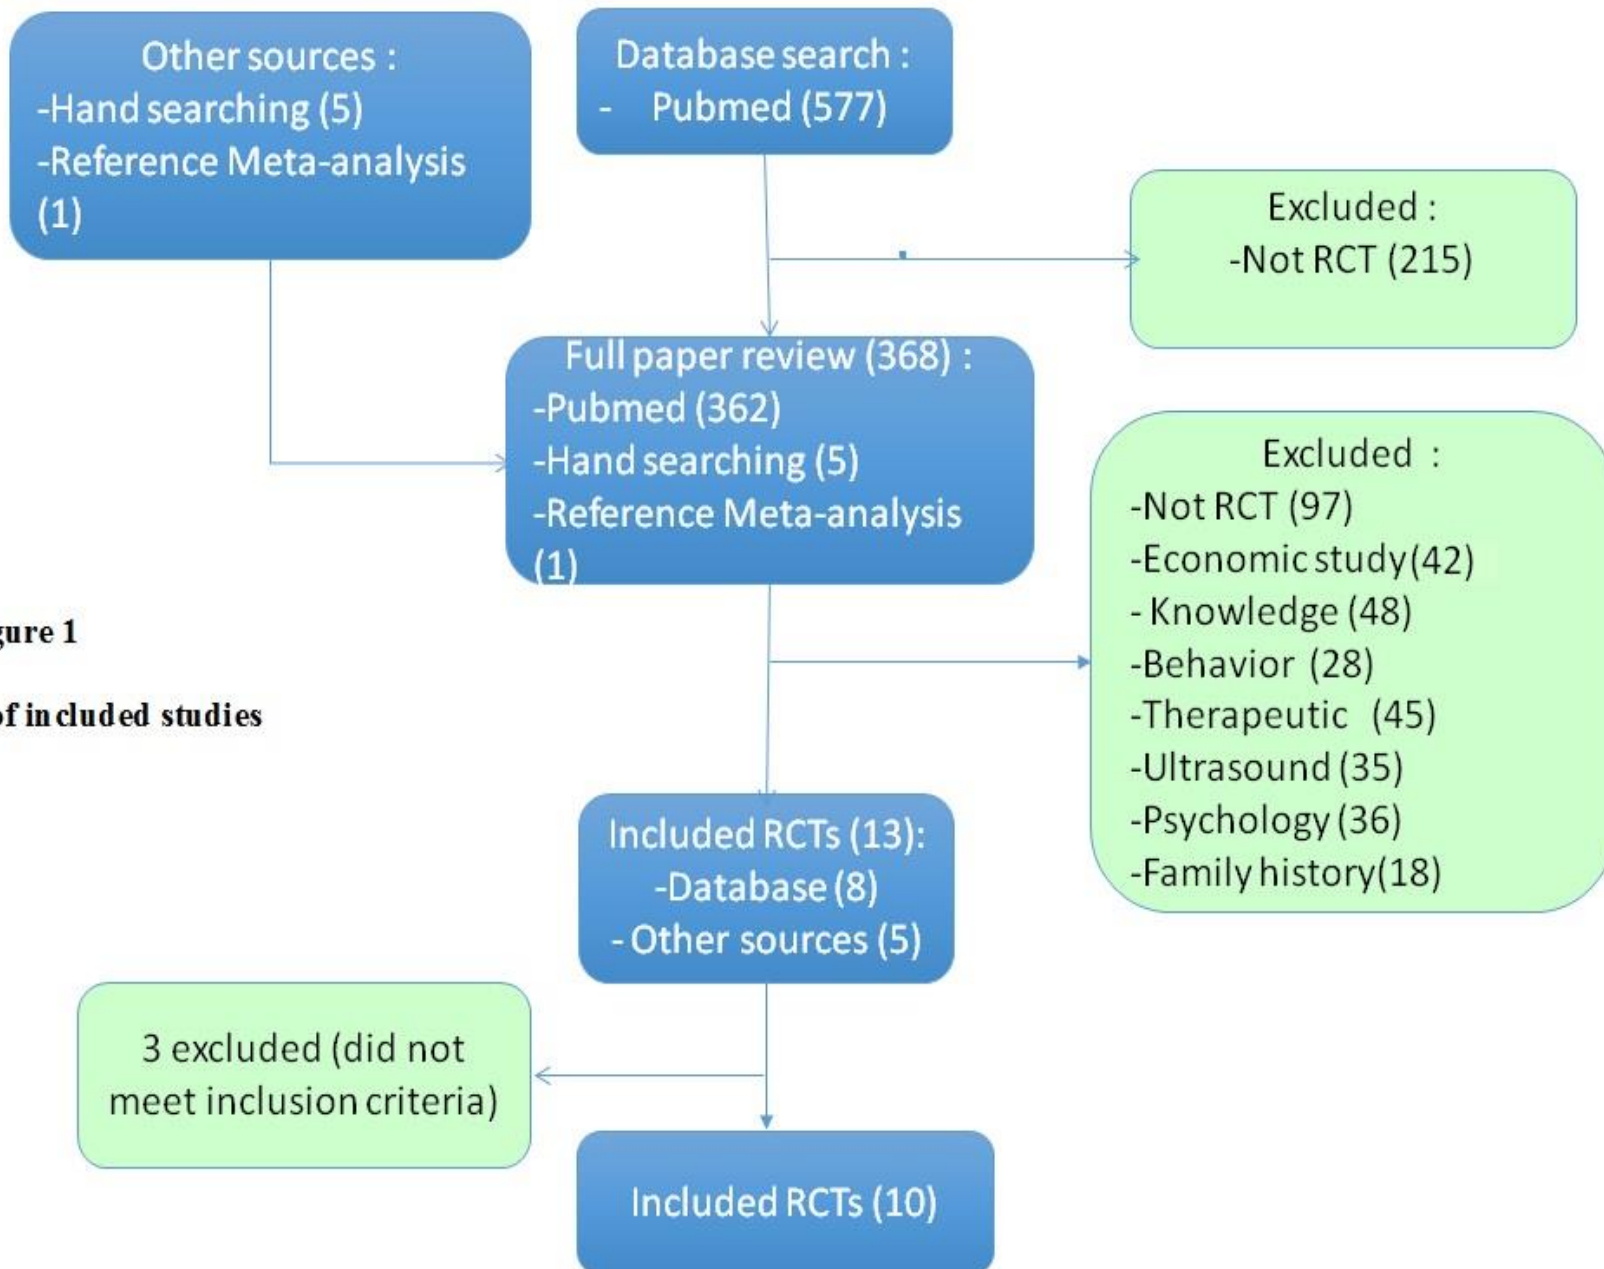 Other sources :
-Hand searching (5)
-Reference Meta-analysis
(1)
Database search :
- Pubmed (577)
Excluded :
-Not RCT (215)
Full paper review (368) :
-Pubmed (362)
-Hand searching (5)
-Reference Meta-analysis
(1)
Excluded :
-Not RCT (97)
-Economic study(42)
- Knowledge (48)
-Behavior (28)
-Therapeutic (45)
-Ultrasound (35)
-Psychology (36)
-Family history(18)
gure 1
of included studies
Included RCTs (13):
-Database (8)
- Other sources (5)
3 excluded (did not
meet inclusion criteria)
Included RCTs (10)